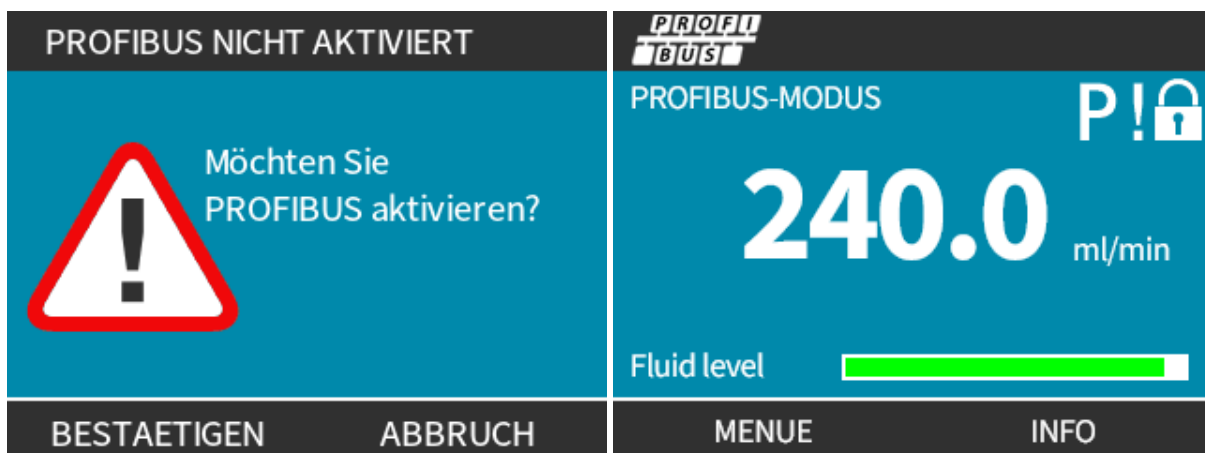 PROFIBUS NICHT AKTIVIERT
!
Möchten Sie
PROFIBUS aktivieren?
BESTAETIGEN ABBRUCH
PROFI
BUS
PROFIBUS-MODUS
P!
240.0 ml/min
Fluid level
MENUE INFO